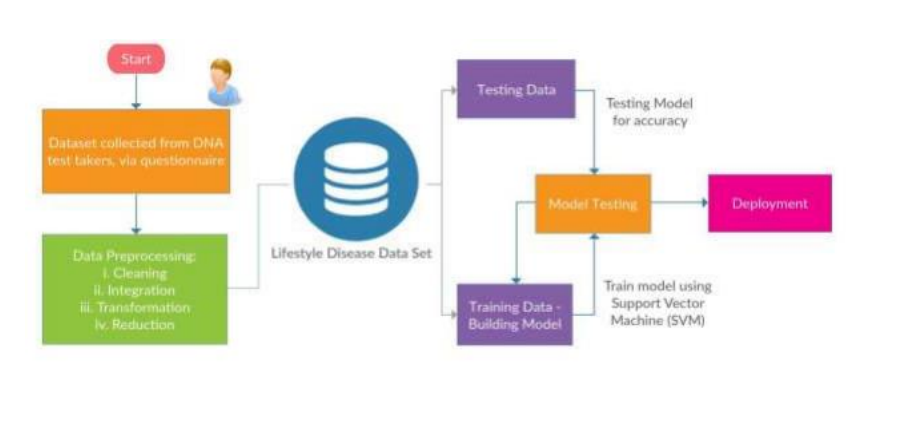 Start
Dataset collected from DNA
test takers, via questionnaire
Data Preprocessing:
i. Cleaning
ii. Integration
iii. Transformation
iv. Reduction
Lifestyle Disease Data Set
Testing Data
Testing Model
for accuracy
Model Testing
Deployment
Training Data -
Building Model
Train model using
Support Vector
Machine (SVM)